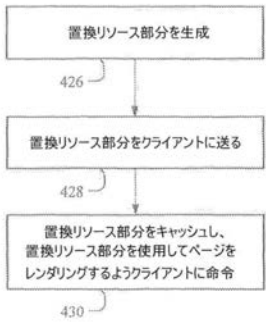 置換リソース部分を生成
426
置換リソース部分をクライアントに送る
428
置換リソース部分をキャッシュし、
置換リソース部分を使用してページを
レンダリングするようクライアントに命令
430